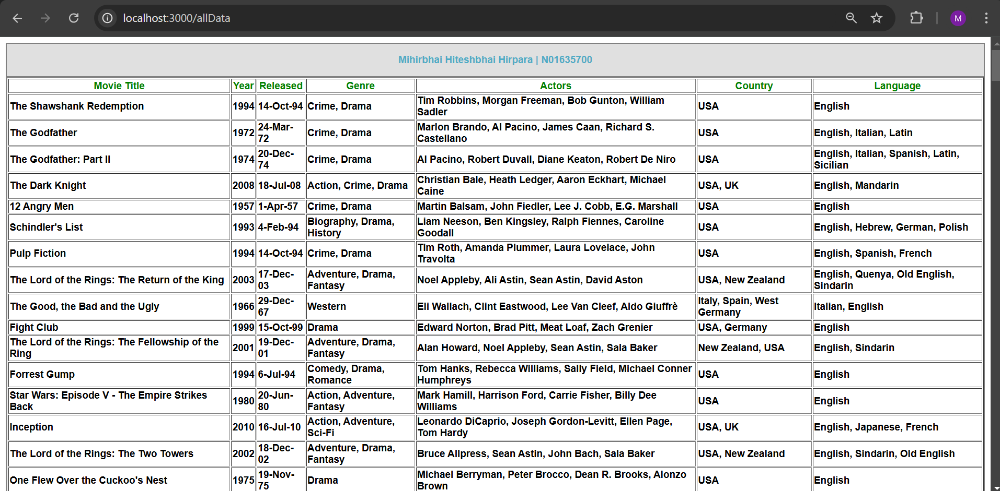 localhost:3000/allData
M
Mihirbhai Hiteshbhai Hirpara | N01635700
Movie Title Year Released Genre Actors Country Language
The Shawshank Redemption 1994 14-Oct-94 Crime, Drama Tim Robbins, Morgan Freeman, Bob Gunton, William Sadler USA English
The Godfather 1972 24-Mar-72 Crime, Drama Marlon Brando, Al Pacino, James Caan, Richard S. Castellano USA English, Italian, Latin
The Godfather: Part II 1974 20-Dec-74 Crime, Drama Al Pacino, Robert Duvall, Diane Keaton, Robert De Niro USA English, Italian, Spanish, Latin, Sicilian
The Dark Knight 2008 18-Jul-08 Action, Crime, Drama Christian Bale, Heath Ledger, Aaron Eckhart, Michael Caine USA, UK English, Mandarin
12 Angry Men 1957 1-Apr-57 Crime, Drama Martin Balsam, John Fiedler, Lee J. Cobb, E.G. Marshall USA English
Schindler's List 1993 4-Feb-94 Biography, Drama, History Liam Neeson, Ben Kingsley, Ralph Fiennes, Caroline Goodall USA English, Hebrew, German, Polish
Pulp Fiction 1994 14-Oct-94 Crime, Drama Tim Roth, Amanda Plummer, Laura Lovelace, John Travolta USA English, Spanish, French
The Lord of the Rings: The Return of the King 2003 17-Dec-03 Adventure, Drama, Fantasy Noel Appleby, Ali Astin, Sean Astin, David Aston USA, New Zealand English, Quenya, Old English, Sindarin
The Good, the Bad and the Ugly 1966 29-Dec-67 Western Eli Wallach, Clint Eastwood, Lee Van Cleef, Aldo Giuffrè Italy, Spain, West Germany Italian, English
Fight Club 1999 15-Oct-99 Drama Edward Norton, Brad Pitt, Meat Loaf, Zach Grenier USA, Germany English
The Lord of the Rings: The Fellowship of the Ring 2001 19-Dec-01 Adventure, Drama, Fantasy Alan Howard, Noel Appleby, Sean Astin, Sala Baker New Zealand, USA English, Sindarin
Forrest Gump 1994 6-Jul-94 Comedy, Drama, Romance Tom Hanks, Rebecca Williams, Sally Field, Michael Conner Humphreys USA English
Star Wars: Episode V - The Empire Strikes Back 1980 20-Jun-80 Action, Adventure, Fantasy Mark Hamill, Harrison Ford, Carrie Fisher, Billy Dee Williams USA English
Inception 2010 16-Jul-10 Action, Adventure, Sci-Fi Leonardo DiCaprio, Joseph Gordon-Levitt, Ellen Page, Tom Hardy USA, UK English, Japanese, French
The Lord of the Rings: The Two Towers 2002 18-Dec-02 Adventure, Drama, Fantasy Bruce Allpress, Sean Astin, John Bach, Sala Baker USA, New Zealand English, Sindarin, Old English
One Flew Over the Cuckoo's Nest 1975 19-Nov-75 Drama Michael Berryman, Peter Brocco, Dean R. Brooks, Alonzo Brown USA English